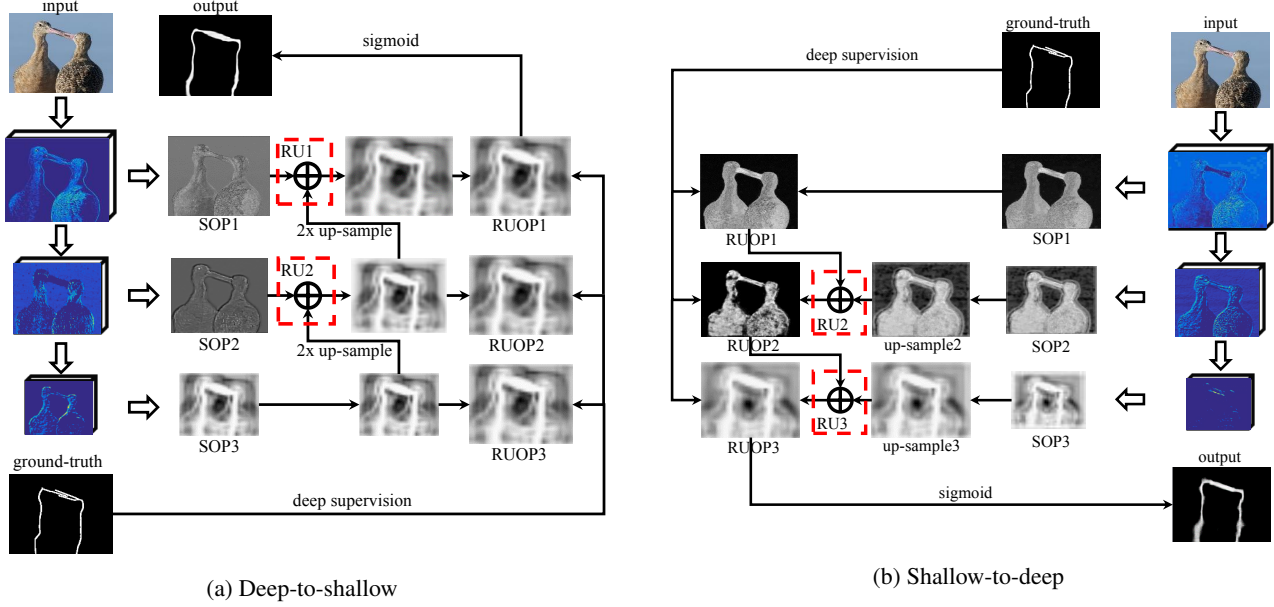 input
output
sigmoid
RU1
SOP1
2x up-sample
RUOP1
RU2
SOP2
2x up-sample
RUOP2
SOP3
RUOP3
ground-truth
deep supervision
(a) Deep-to-shallow
ground-truth
input
deep supervision
RUOP1
SOP1
RU2
RUOP2
up-sample2
SOP2
RU3
RUOP3
up-sample3
SOP3
output
sigmoid
(b) Shallow-to-deep